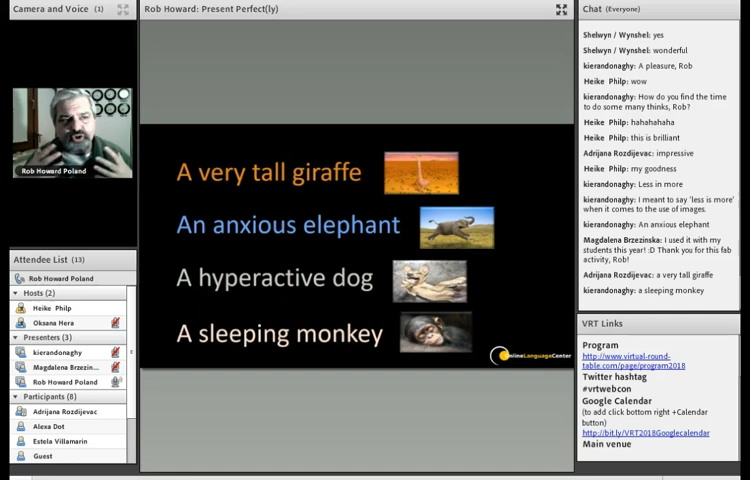 Camera and Voice (1)
Rob Howard Poland
Attendee List (13)
Rob Howard Poland
Hosts (2)
Heike Philp
Oksana Hera
Presenters (3)
kierandonaghy
Magdalena Brzezin...
Rob Howard Poland
Participants (8)
Adrijana Rozdijevac
Alexa Dot
Estela Villamarin
Guest
Rob Howard: Present Perfect(ly)
A very tall giraffe
An anxious elephant
A hyperactive dog
A sleeping monkey
onlineLanguageCenter
Chat (Everyone)
Shelwyn / Wynshel: yes
Shelwyn / Wynshel: wonderful
kierandonaghy: A pleasure, Rob
Heike Philp: wow
kierandonaghy: How do you find the time
to do some many thinks, Rob?
Heike Philp: hahahahaha
Heike Philp: this is brilliant
Adrijana Rozdijevac: impressive
Heike Philp: my goodness
kierandonaghy: Less in more
kierandonaghy: I meant to say 'less is more'
when it comes to the use of images.
kierandonaghy: An anxious elephant
Magdalena Brzezinska: I used it with my
students this year! :D Thank you for this fab
activity, Rob!
Adrijana Rozdijevac: a very tall giraffe
kierandonaghy: a sleeping monkey
VRT Links
Program
http://www.virtual-round-
table.com/page/program2018
Twitter hashtag
#vrtwebcon
Google Calendar
(to add click bottom right +Calendar
button)
http://bit.ly/VRT2018Googlecalendar
Main venue